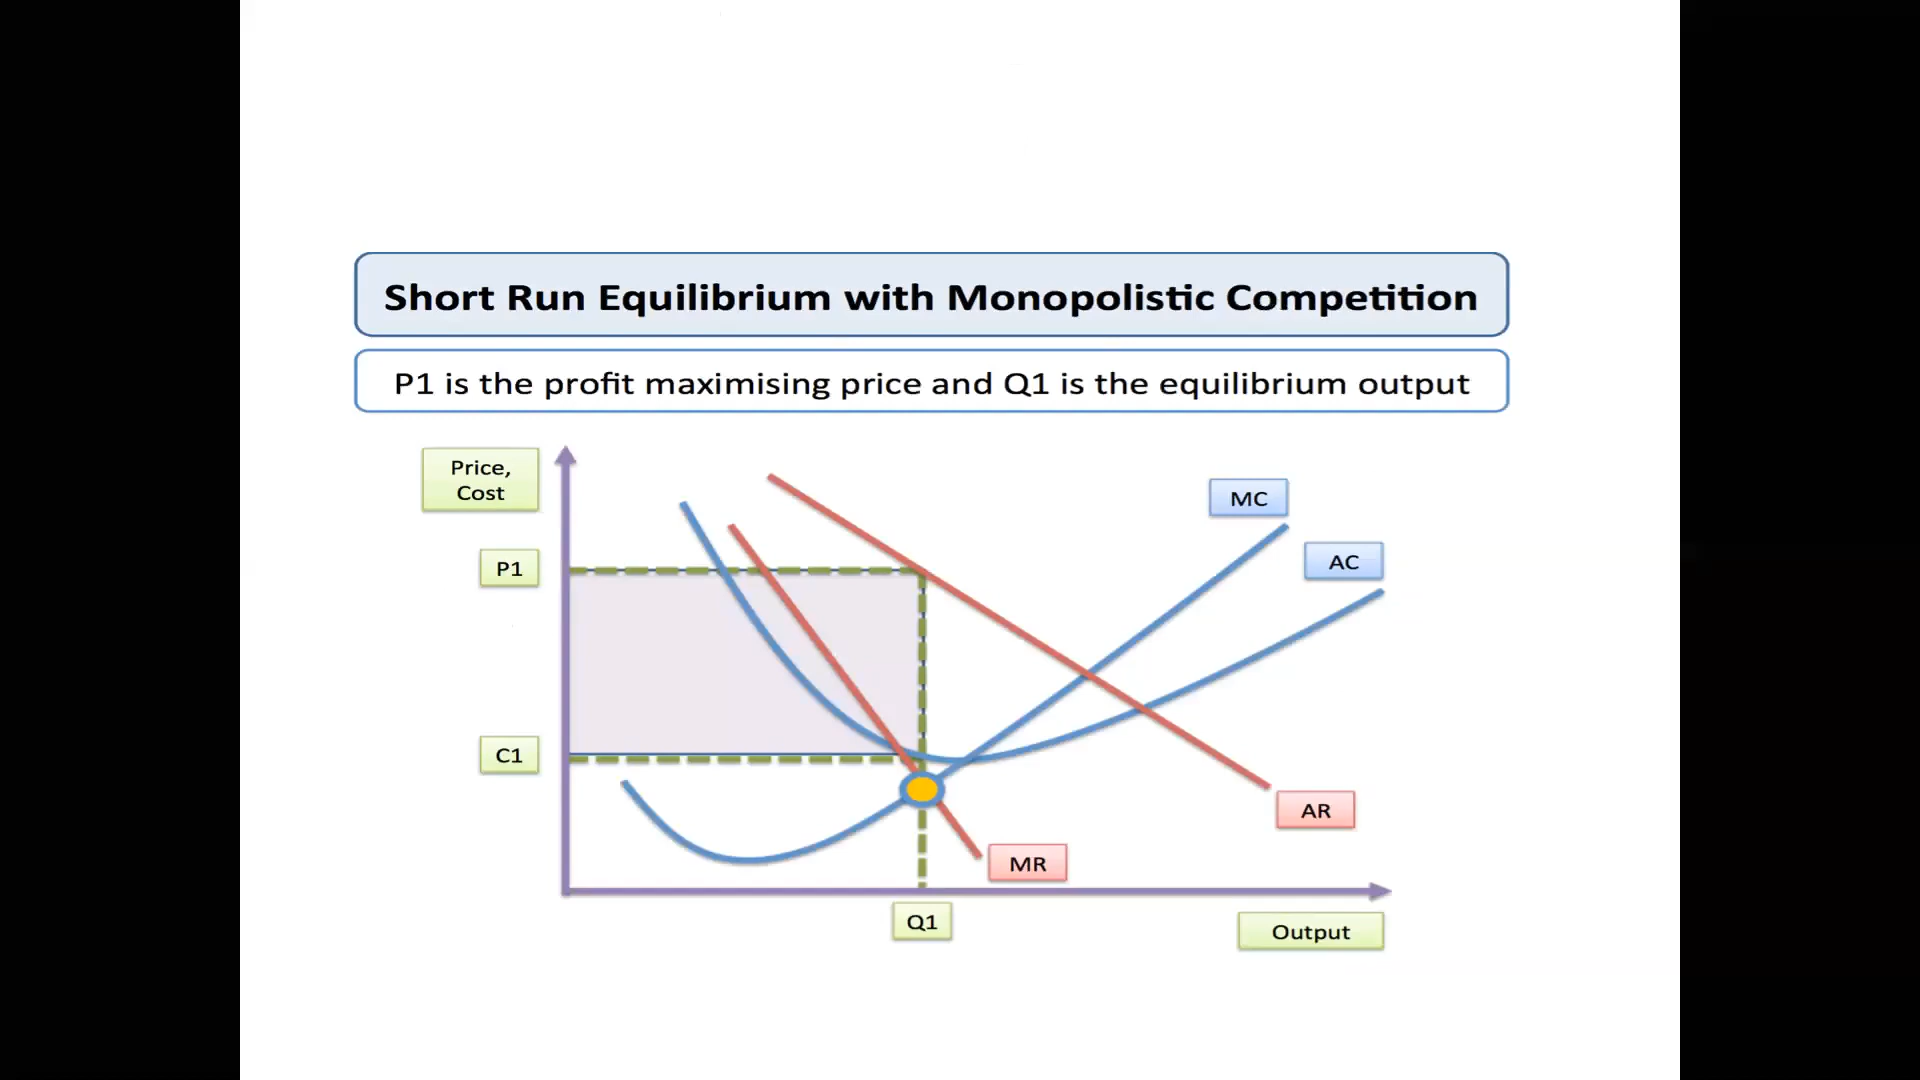 Short Run Equilibrium with Monopolistic Competition
P1 is the profit maximising price and Q1 is the equilibrium output
Price,
Cost
MC
AC
P1
C1
AR
MR
Q1
Output